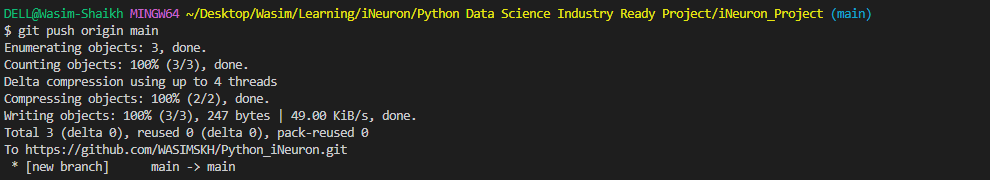 DELL@Wasim-Shaikh MINGW64 ~/Desktop/Wasim/Learning/iNeuron/Python Data Science Industry Ready Project/iNeuron_Project (main)
$ git push origin main
Enumerating objects: 3, done.
Counting objects: 100% (3/3), done.
Delta compression using up to 4 threads
Compressing objects: 100% (2/2), done.
Writing objects: 100% (3/3), 247 bytes | 49.00 KiB/s, done.
Total 3 (delta 0), reused 0 (delta 0), pack-reused 0
To https://github.com/WASIMSKH/Python_iNeuron.git
 * [new branch]      main -> main